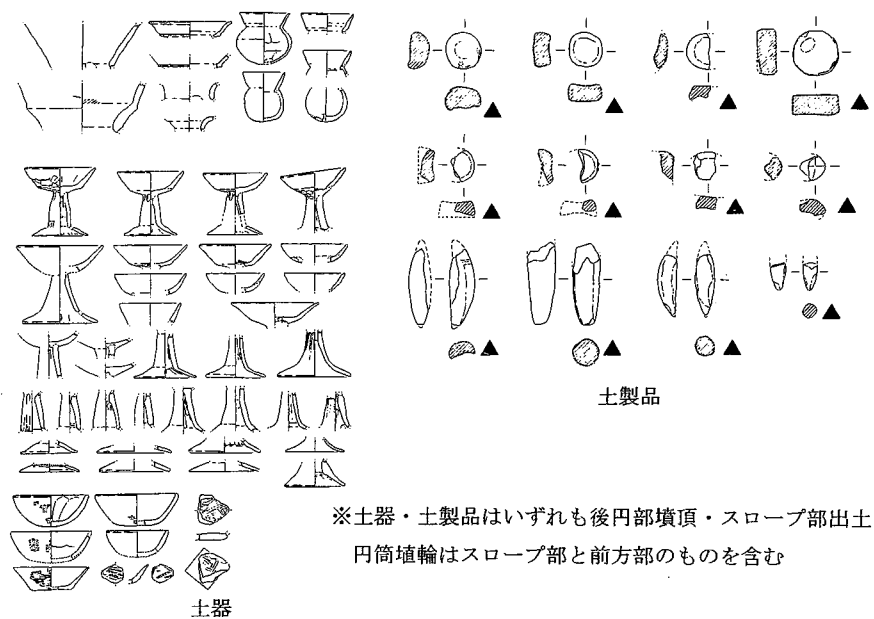 土製品
※土器・土製品はいずれも後円部墳頂・スロープ部出土
円筒埴輪はスロープ部と前方部のものを含む
土器